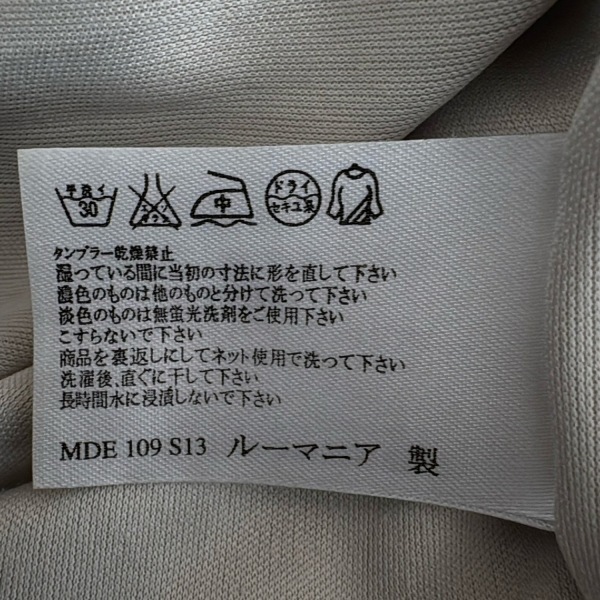 手洗イ 30 中 ドライ セキユ系
タンブラー乾燥禁止
湿っている間に当初の寸法に形を直して下さい
濃色のものは他のものと分けて洗って下さい
淡色のものは無蛍光洗剤をご使用下さい
こすらないで下さい
商品を裏返しにしてネット使用で洗って下さい
洗濯後、直ぐに干して下さい
長時間水に浸漬しないで下さい
MDE 109 S13 ルーマニア 製